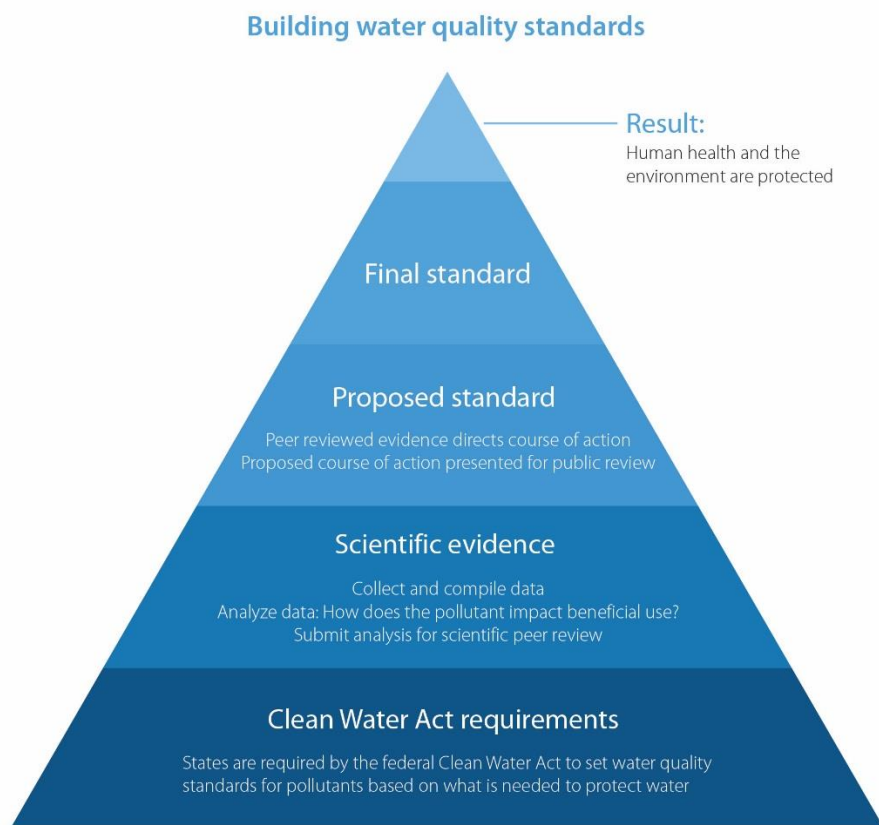 Building water quality standards
Result:
Human health and the
environment are protected
Final standard
Proposed standard
Peer reviewed evidence directs course of action
Proposed course of action presented for public review
Scientific evidence
Collect and compile data
Analyze data: How does the pollutant impact beneficial use?
Submit analysis for scientific peer review
Clean Water Act requirements
States are required by the federal Clean Water Act to set water quality
standards for pollutants based on what is needed to protect water